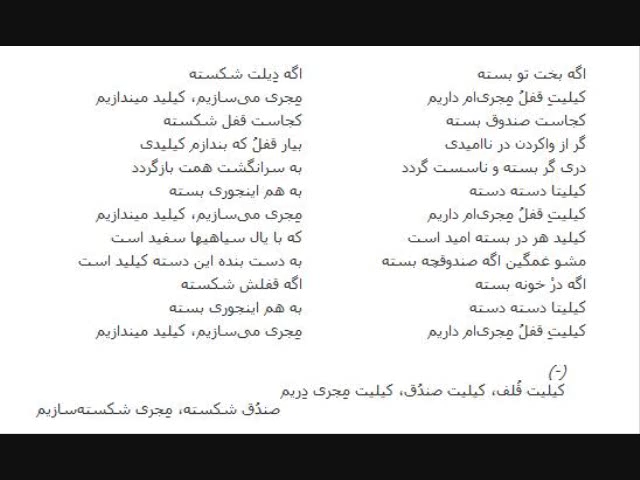 اگه بخت تو بسته
اگه دِیلت شکسته
کیلیتِ قفلُ مِجری‌ام داریم
مِجری می‌سازیم، کیلید میندازیم
کجاست صندوق بسته
کجاست قفل شکسته
گر از واکردن در ناامیدی
بیار قفلُ که بندازم کیلیدی
دری گر بسته و ناسست گردد
به سرانگشت همت بازگردد
کیلیتا دسته دسته
به هم اینجوری بسته
کیلیتِ قفلُ مِجری‌ام داریم
مِجری می‌سازیم، کیلید میندازیم
کلید هر در بسته امید است
که با یال سیاهیها سفید است
مشو غمگین اگه صندوقچه بسته
به دست بنده این دسته کیلید است
اگه درْ خونه بسته
اگه قفلش شکسته
کیلیتا دسته دسته
به هم اینجوری بسته
کیلیتِ قفلُ مِجری‌ام داریم
مِجری می‌سازیم، کیلید میندازیم
(-)
کیلیت قُلف، کیلیت صندُق، کیلیت مِجری دِریم
صندُق شکسته، مِجری شکسته‌سازیم